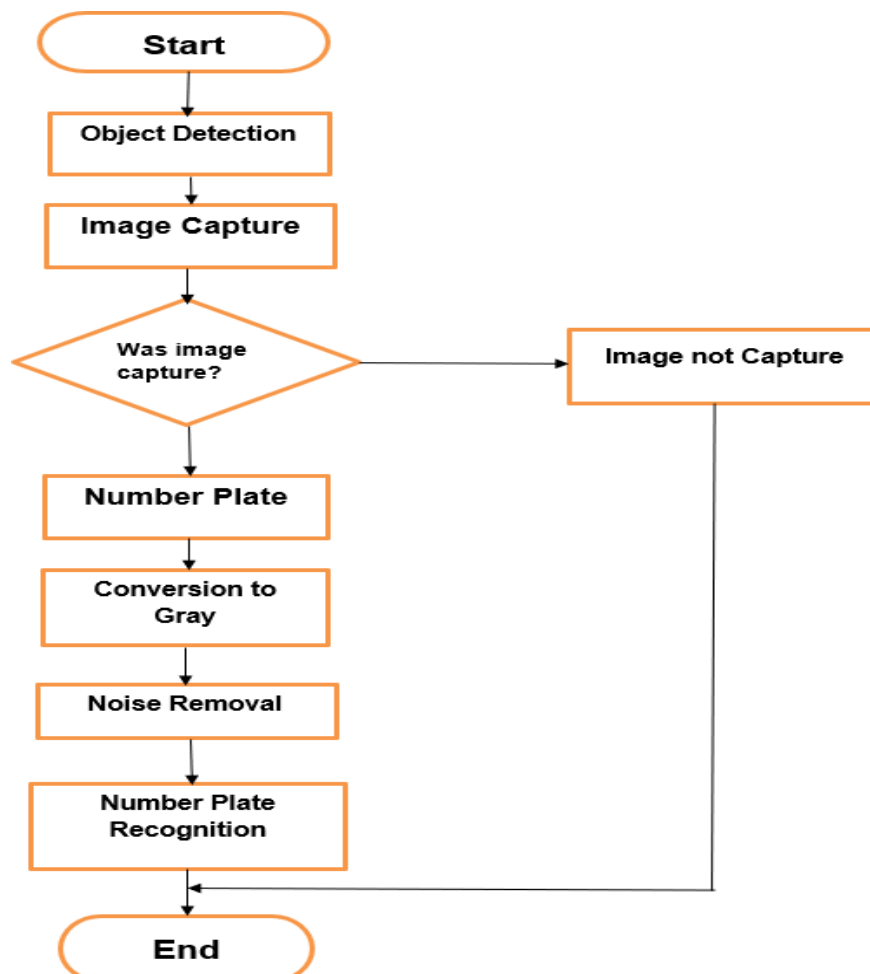 Start
Object Detection
Image Capture
Was image
capture?
Image not Capture
Number Plate
Conversion to
Gray
Noise Removal
Number Plate
Recognition
End